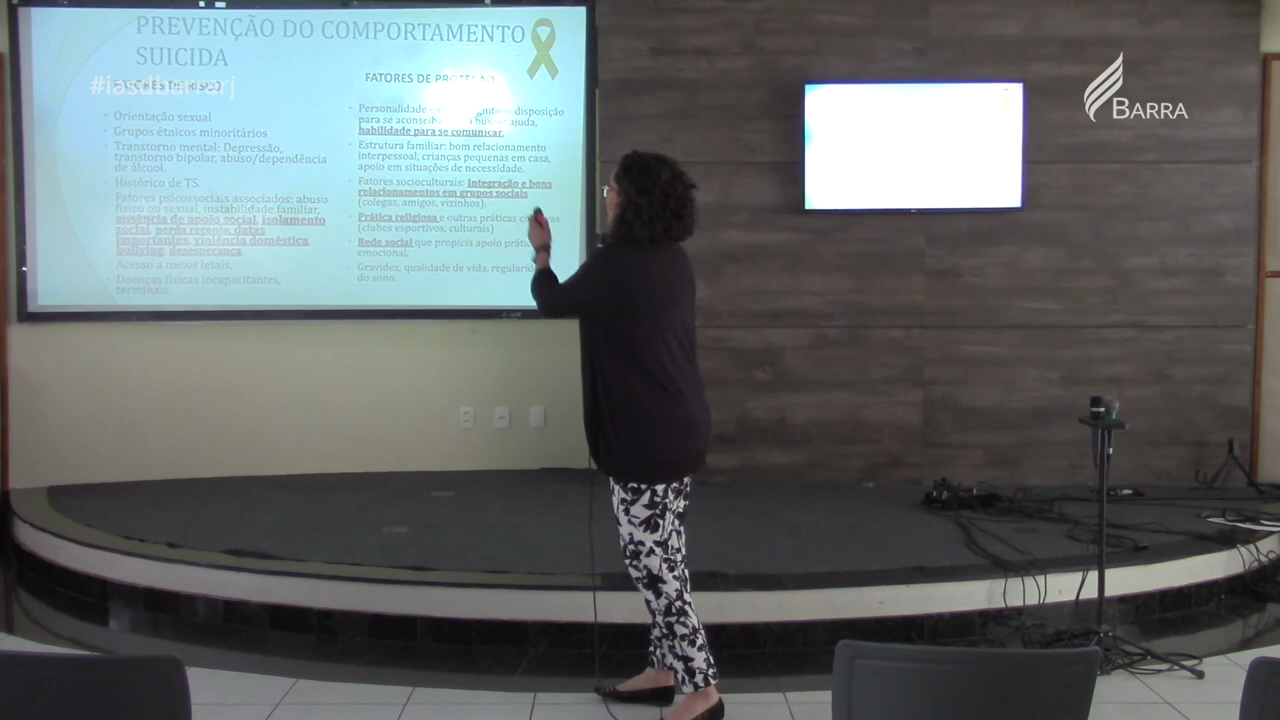 PREVENÇÃO DO COMPORTAMENTO
SUICIDA
#iasdbarrarj
FATORES DE RISCO
Orientação sexual
Grupos étnicos minoritários
Transtorno mental: Depressão,
transtorno bipolar, abuso/dependência
de álcool.
Histórico de TS.
Fatores psicossociais associados: abuso
físico ou sexual, instabilidade familiar,
ausência de apoio social, isolamento
social, perda recente, datas
importantes, violência doméstica,
bullying, desesperança.
Acesso a meios letais.
Doenças físicas incapacitantes,
terminais.
FATORES DE PROTEÇÃO
Personalidade disposição
para se aconselhar ajuda,
habilidade para se comunicar.
Estrutura familiar: bom relacionamento
interpessoal, crianças pequenas em casa,
apoio em situações de necessidade.
Fatores socioculturais: Integração e bons
relacionamentos em grupos sociais
(colegas, amigos, vizinhos).
Prática religiosa e outras práticas
(clubes esportivos, culturais)
Rede social que propicia apoio
emocional.
Gravidez, qualidade de vida,
do sono.
BARRA